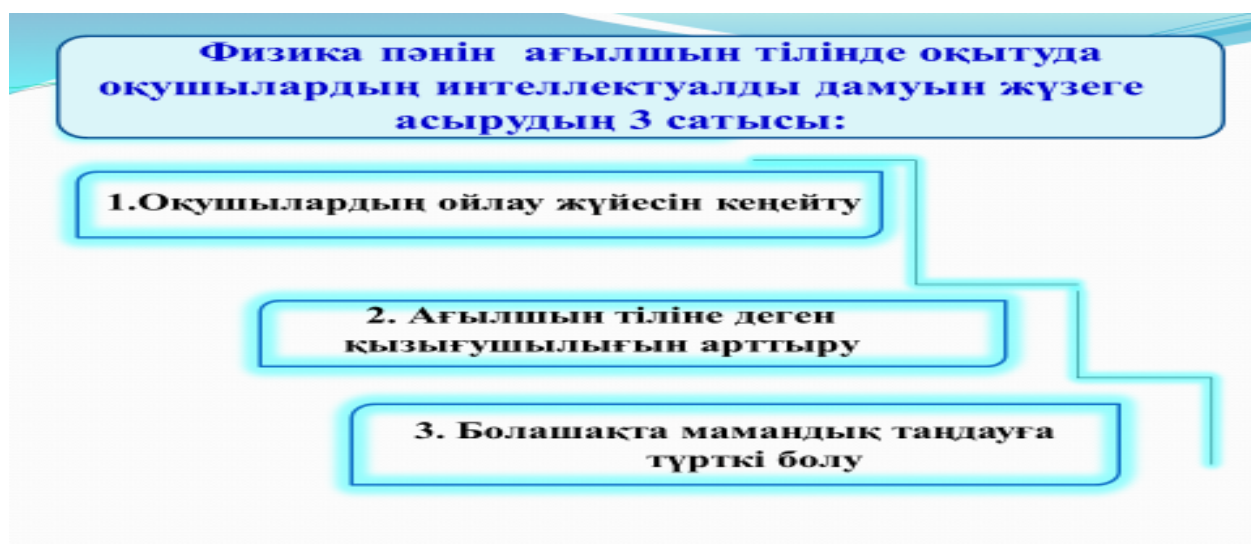 Физика пәнін ағылшын тілінде оқытуда
оқушылардың интеллектуалды дамуын жүзеге
асырудың 3 сатысы:
1.Оқушылардың ойлау жүйесін кеңейту
2. Ағылшын тіліне деген
қызығушылығын арттыру
3. Болашақта мамандық таңдауға
түрткі болу